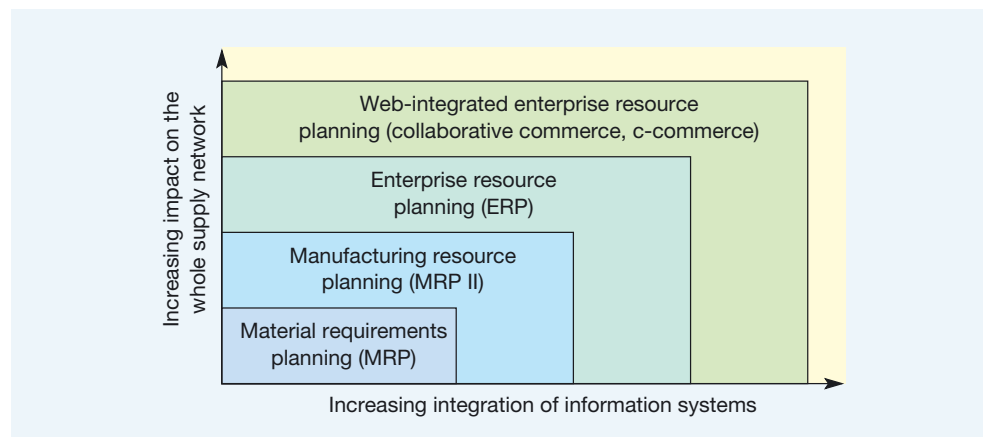 Increasing impact on the
whole supply network
Web-integrated enterprise resource
planning (collaborative commerce, c-commerce)
Enterprise resource
planning (ERP)
Manufacturing resource
planning (MRP II)
Material requirements
planning (MRP)
Increasing integration of information systems